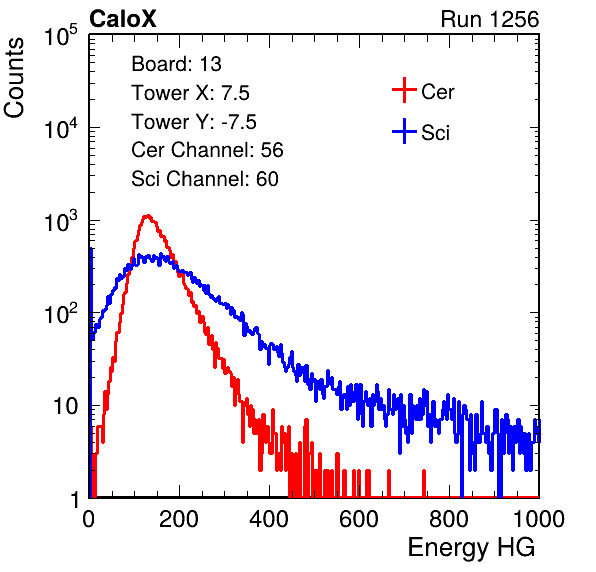 CaloX Run 1256
Counts
Board: 13
Tower X: 7.5
Tower Y: -7.5
Cer Channel: 56
Sci Channel: 60
Cer
Sci
10^5
10^4
10^3
10^2
10
1
0 200 400 600 800 1000
Energy HG